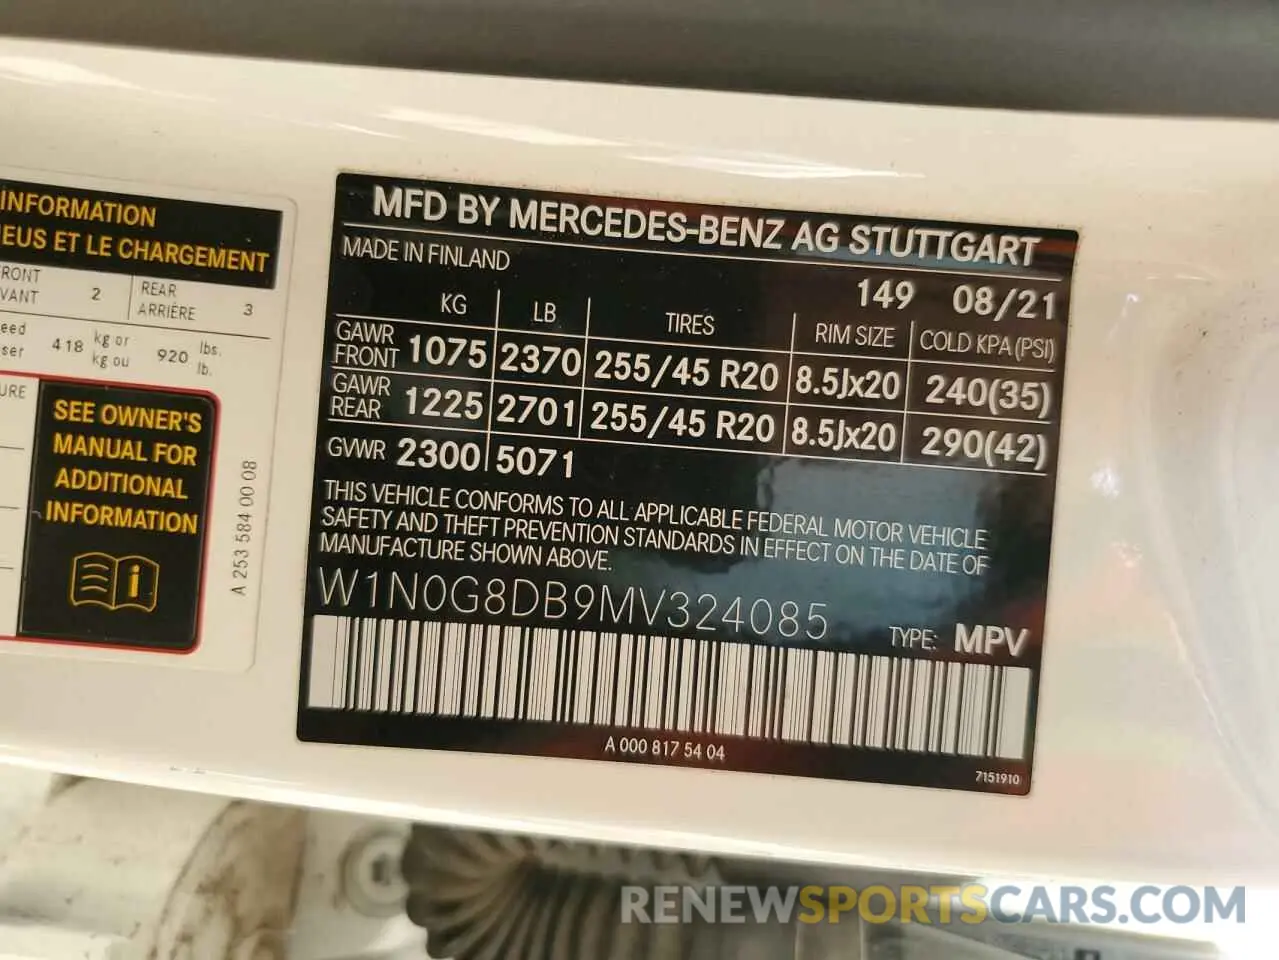 INFORMATION
EUS ET LE CHARGEMENT
FRONT
AVANT
2
REAR
ARRIÈRE
3
418
kg or
kg ou
920
lbs.
lb.
SEE OWNER'S
MANUAL FOR
ADDITIONAL
INFORMATION
A 253 584 00 08
MFD BY MERCEDES-BENZ AG STUTTGART
MADE IN FINLAND
149 08/21
KG LB TIRES RIM SIZE COLD KPA(PSI)
GAWR FRONT 1075 2370 255/45 R20 8.5Jx20 240(35)
GAWR REAR 1225 2701 255/45 R20 8.5Jx20 290(42)
GVWR 2300 5071
THIS VEHICLE CONFORMS TO ALL APPLICABLE FEDERAL MOTOR VEHICLE
SAFETY AND THEFT PREVENTION STANDARDS IN EFFECT ON THE DATE OF
MANUFACTURE SHOWN ABOVE.
W1N0G8DB9MV324085
TYPE: MPV
A 000 817 54 04
7151910
RENEWSPORTSCARS.COM